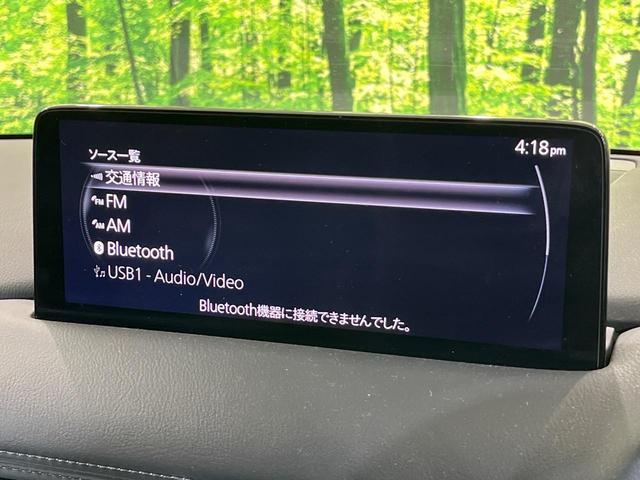 4:18pm
ソース一覧
交通情報
FM
AM
Bluetooth
USB1 - Audio/Video
Bluetooth機器に接続できませんでした。